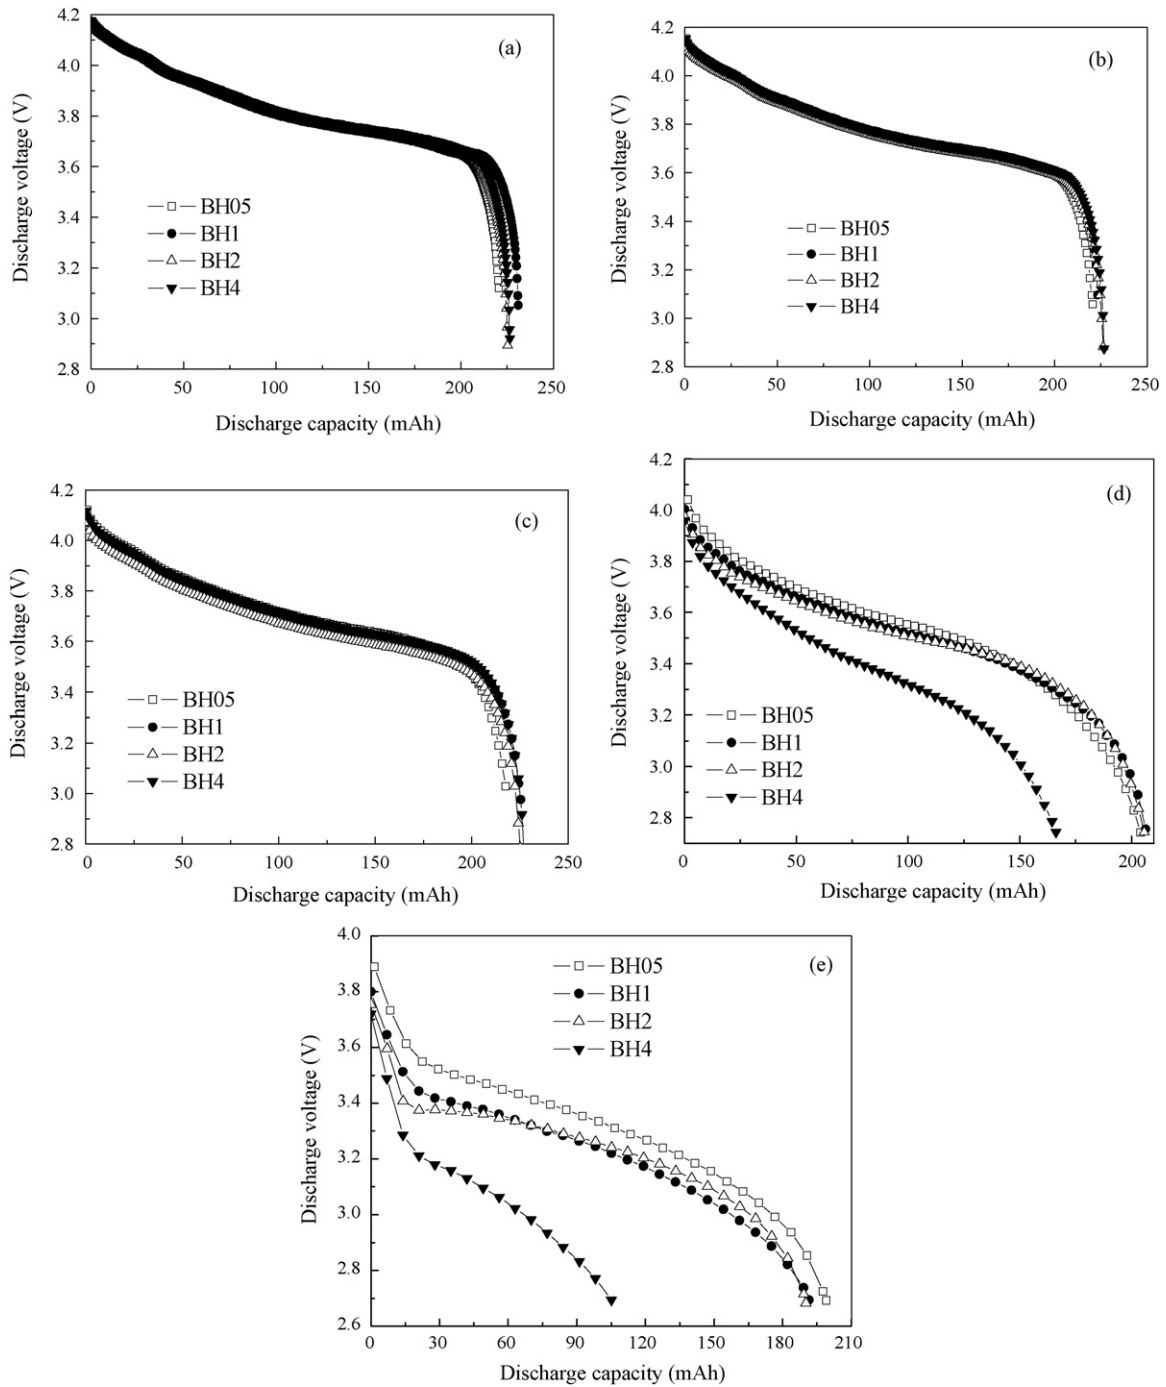 (a)
Discharge voltage (V)
4.2
4.0
3.8
3.6
3.4
3.2
3.0
2.8
BH05
BH1
BH2
BH4
0 50 100 150 200 250
Discharge capacity (mAh)
(b)
Discharge voltage (V)
4.2
4.0
3.8
3.6
3.4
3.2
3.0
2.8
BH05
BH1
BH2
BH4
0 50 100 150 200 250
Discharge capacity (mAh)
(c)
Discharge voltage (V)
4.2
4.0
3.8
3.6
3.4
3.2
3.0
2.8
BH05
BH1
BH2
BH4
0 50 100 150 200 250
Discharge capacity (mAh)
(d)
Discharge voltage (V)
4.2
4.0
3.8
3.6
3.4
3.2
3.0
2.8
BH05
BH1
BH2
BH4
0 50 100 150 200
Discharge capacity (mAh)
(e)
Discharge voltage (V)
4.0
3.8
3.6
3.4
3.2
3.0
2.8
2.6
BH05
BH1
BH2
BH4
0 30 60 90 120 150 180 210
Discharge capacity (mAh)